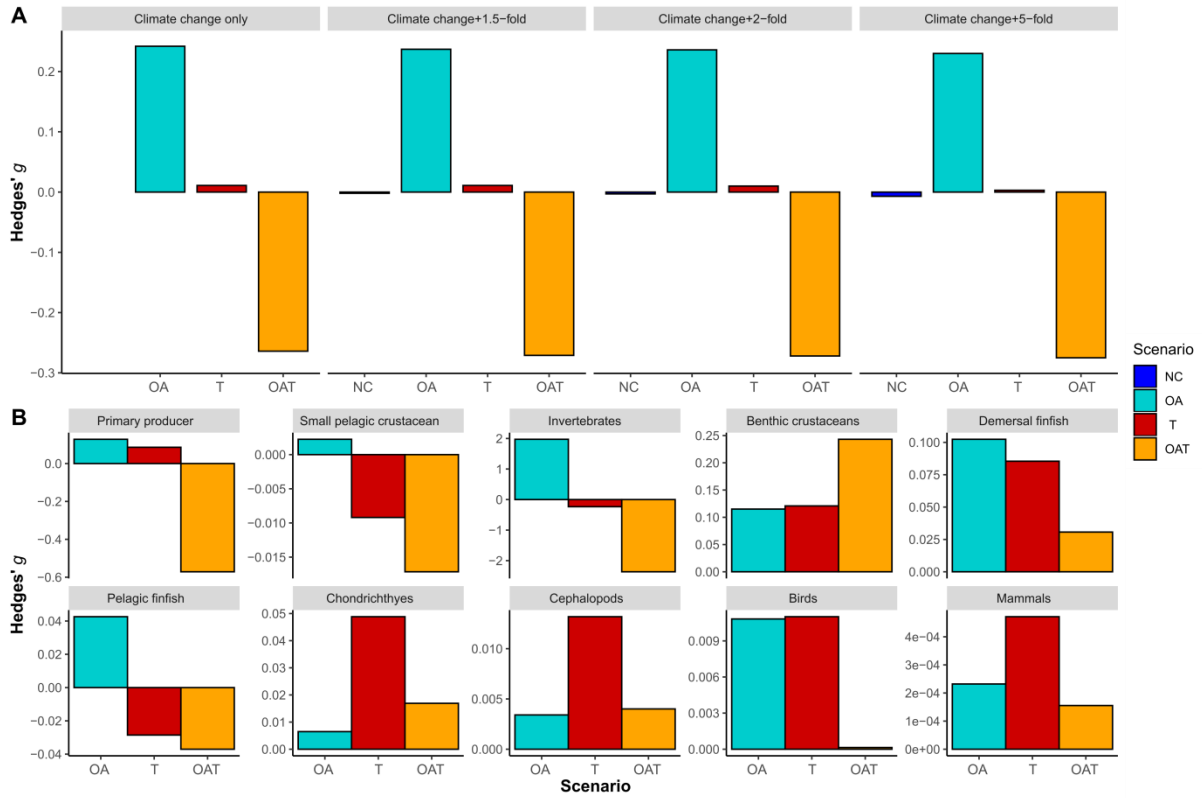 A
Climate change only
Climate change+1.5−fold
Climate change+2−fold
Climate change+5−fold
Hedges' g
0.2
0.1
0.0
−0.1
−0.2
−0.3
OA T OAT
NC OA T OAT
NC OA T OAT
NC OA T OAT
Scenario
NC
OA
T
OAT
B
Primary producer
Small pelagic crustacean
Invertebrates
Benthic crustaceans
Demersal finfish
0.0
−0.2
−0.4
−0.6
0.000
−0.005
−0.010
−0.015
2
1
0
−1
−2
0.25
0.20
0.15
0.10
0.05
0.00
0.100
0.075
0.050
0.025
0.000
Hedges' g
Pelagic finfish
Chondrichthyes
Cephalopods
Birds
Mammals
0.04
0.02
0.00
−0.02
−0.04
0.05
0.04
0.03
0.02
0.01
0.00
0.010
0.005
0.000
0.009
0.006
0.003
0.000
4e−04
3e−04
2e−04
1e−04
0e+00
OA T OAT
OA T OAT
OA T OAT
OA T OAT
OA T OAT
Scenario